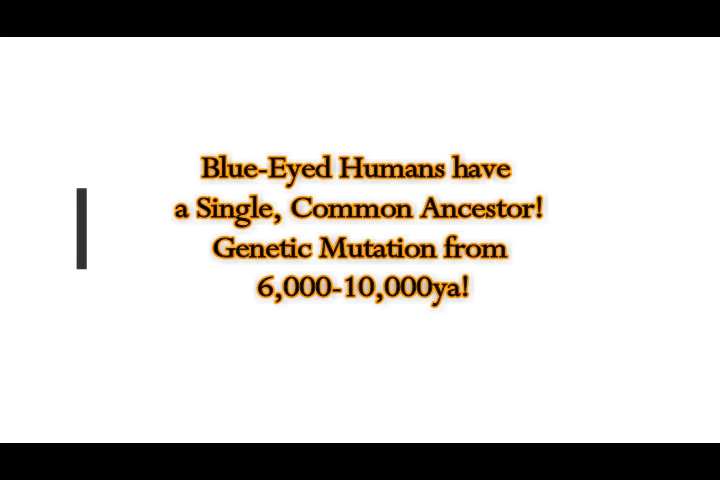 Blue-Eyed Humans have
a Single, Common Ancestor!
Genetic Mutation from
6,000-10,000ya!